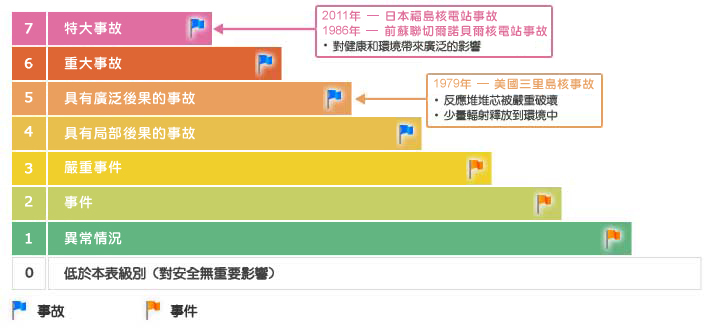 7 特大事故
2011年 — 日本福島核電站事故
1986年 — 前蘇聯切爾諾貝爾核電站事故
• 對健康和環境帶來廣泛的影響
6 重大事故
5 具有廣泛後果的事故
1979年 — 美國三里島核事故
• 反應堆堆芯被嚴重破壞
• 少量輻射釋放到環境中
4 具有局部後果的事故
3 嚴重事件
2 事件
1 異常情況
0 低於本表級別（對安全無重要影響）
事故 事件